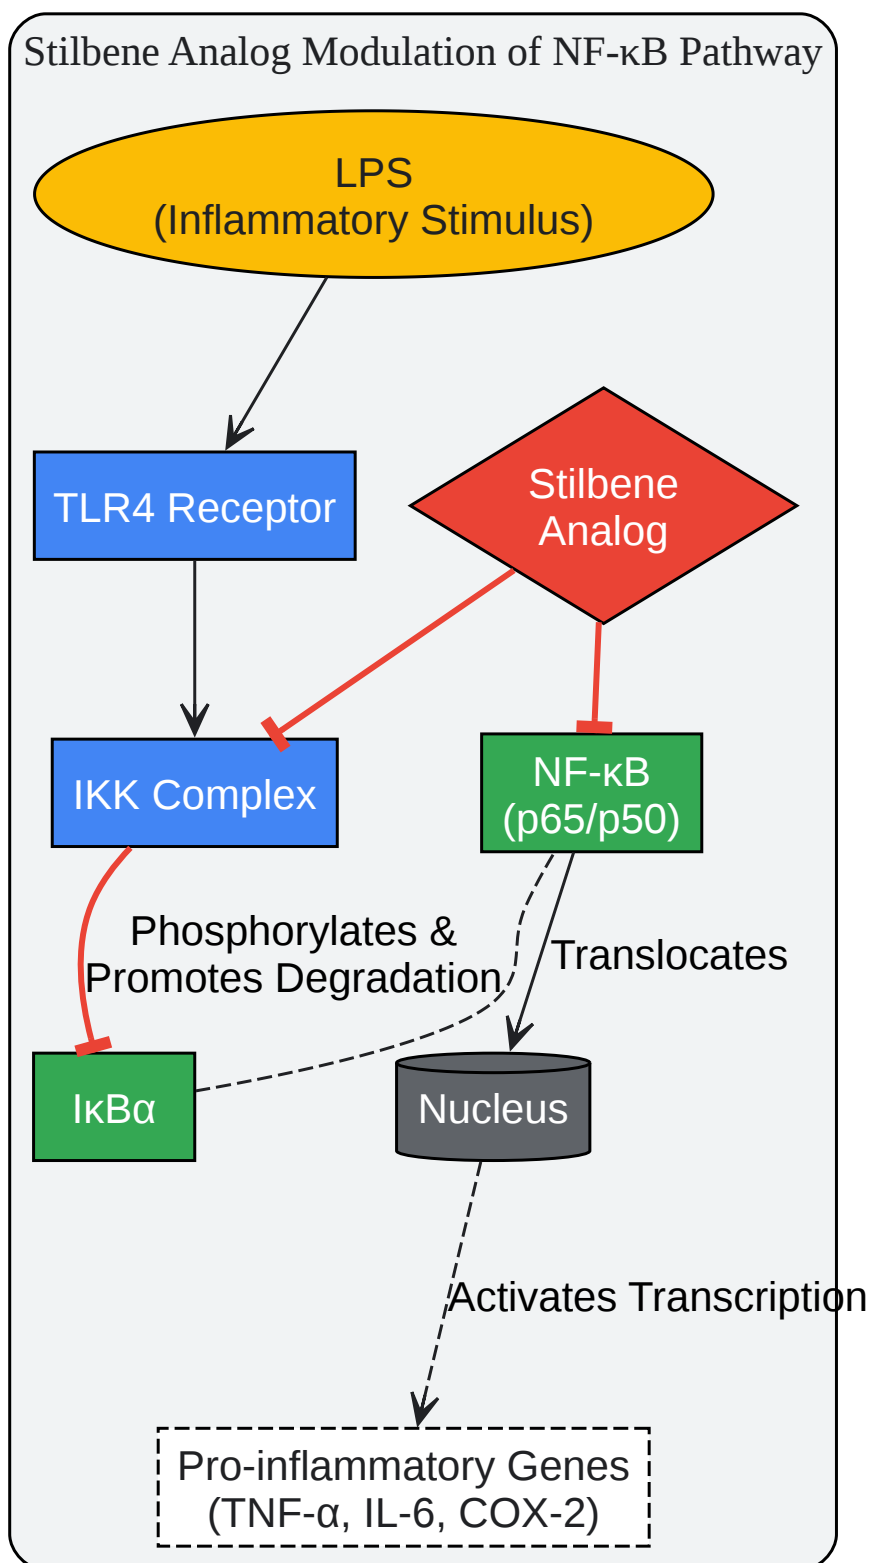 Stilbene Analog Modulation of NF-κB Pathway
LPS
(Inflammatory Stimulus)
TLR4 Receptor
Stilbene
Analog
IKK Complex
NF-κB
(p65/p50)
Phosphorylates &
Promotes Degradation
Translocates
IκBα
Nucleus
Activates Transcription
Pro-inflammatory Genes
(TNF-α, IL-6, COX-2)